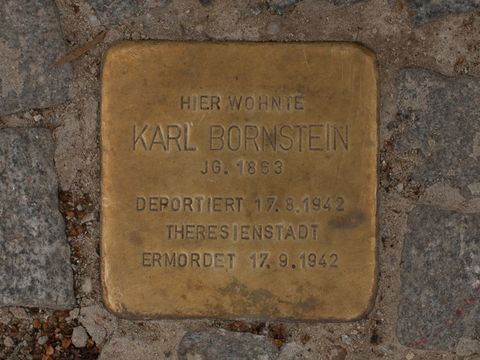 HIER WOHNTE
KARL BORNSTEIN
JG. 1863
DEPORTIERT 17.8.1942
THERESIENSTADT
ERMORDET 17.9.1942